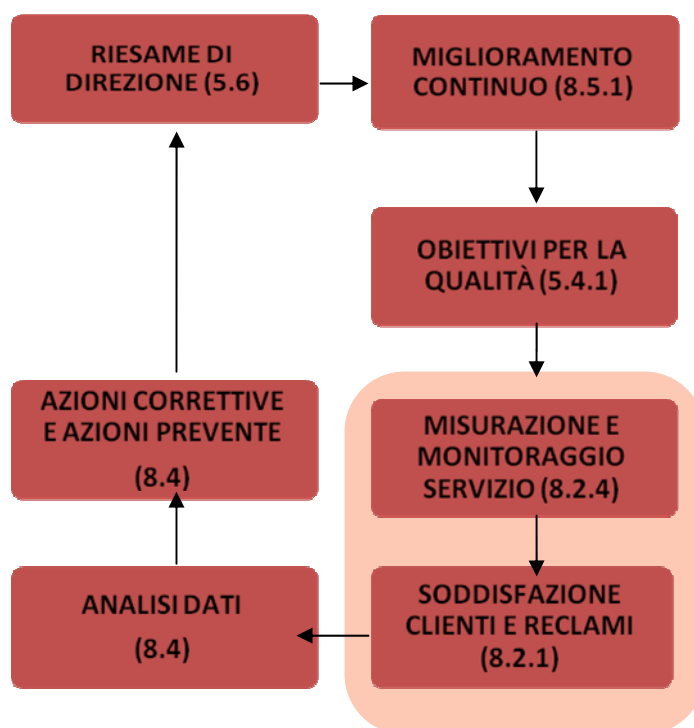 RIESAME DI
DIREZIONE (5.6)
MIGLIORAMENTO
CONTINUO (8.5.1)
OBIETTIVI PER LA
QUALITÀ (5.4.1)
AZIONI CORRETTIVE
E AZIONI PREVENTE
(8.4)
MISURAZIONE E
MONITORAGGIO
SERVIZIO (8.2.4)
ANALISI DATI
(8.4)
SODDISFAZIONE
CLIENTI E RECLAMI
(8.2.1)